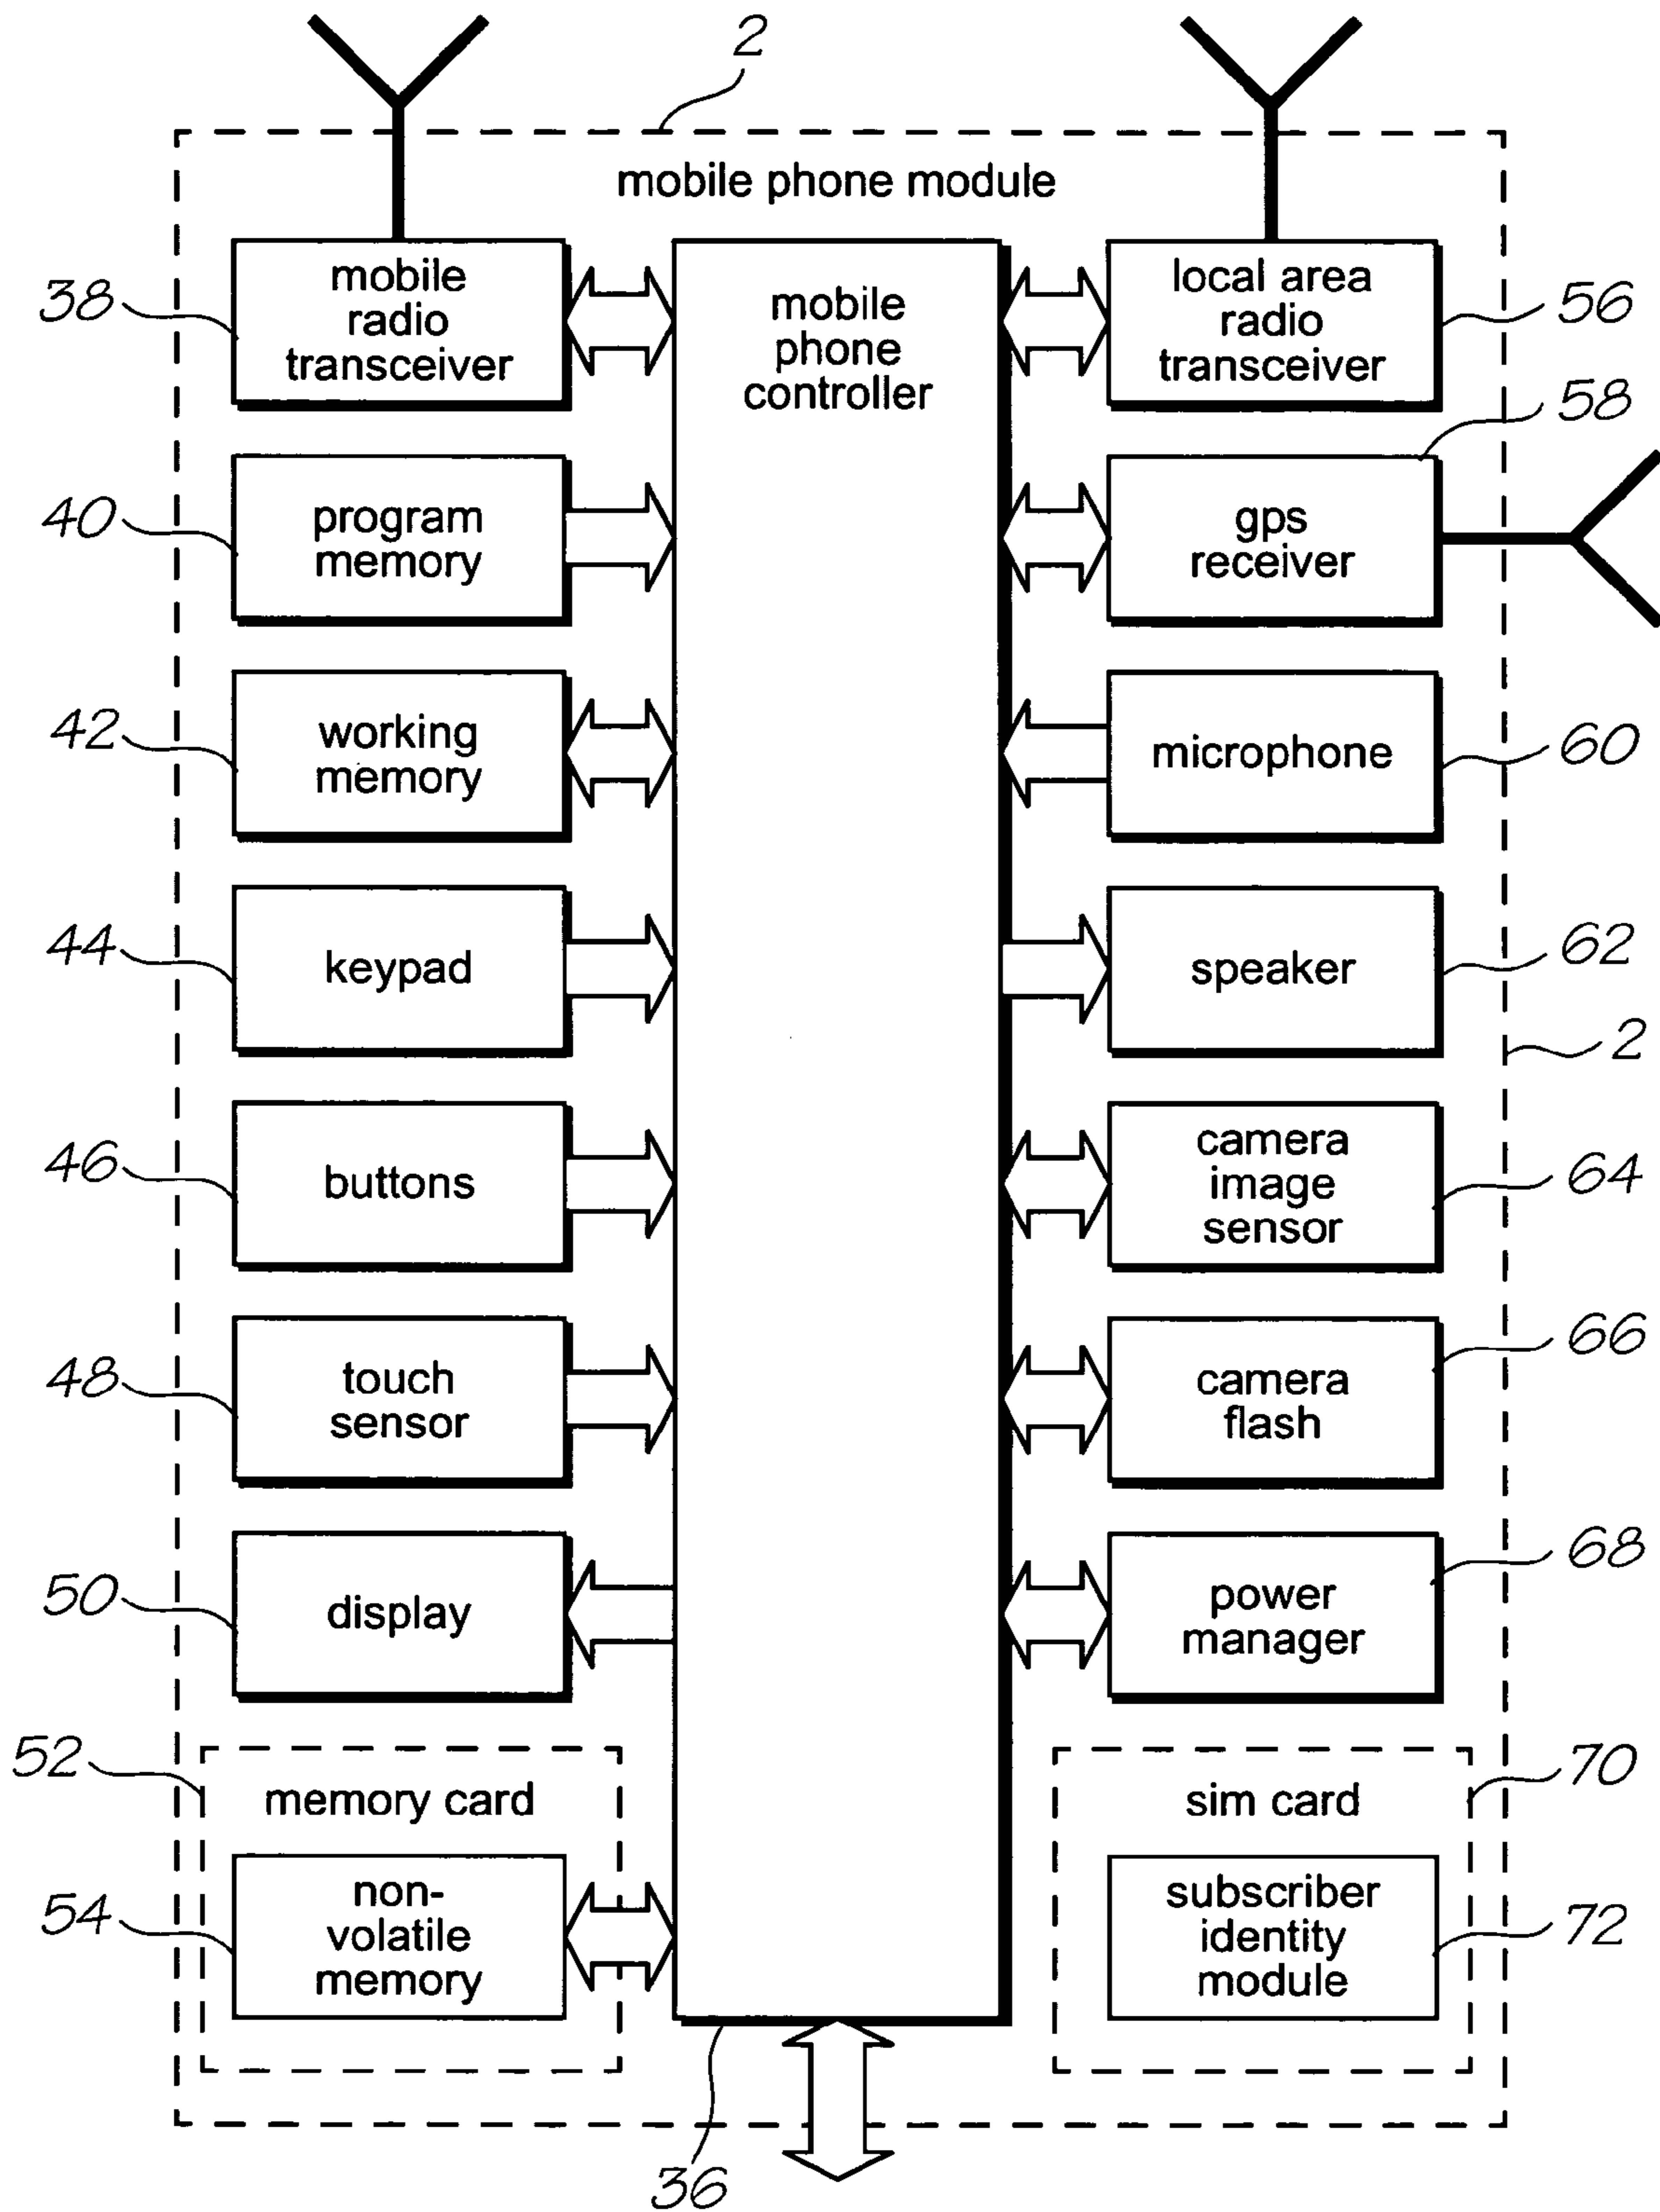 2
mobile phone module
38
mobile
radio
transceiver
mobile
phone
controller
local area
radio
transceiver
56
58
40
program
memory
gps
receiver
42
working
memory
microphone
60
44
keypad
speaker
62
2
46
buttons
camera
image
sensor
64
48
touch
sensor
camera
flash
66
50
display
power
manager
68
52
memory card
sim card
70
54
non-
volatile
memory
subscriber
identity
module
72
36